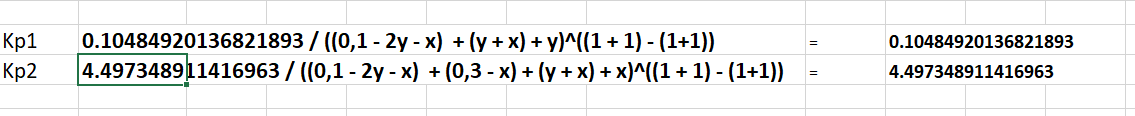 Kp1 0.10484920136821893 / ((0,1 - 2y - x)  + (y + x) + y)^((1 + 1) - (1+1)) = 0.10484920136821893
Kp2 4.497348911416963 / ((0,1 - 2y - x)  + (0,3 - x) + (y + x) + x)^((1 + 1) - (1+1)) = 4.497348911416963